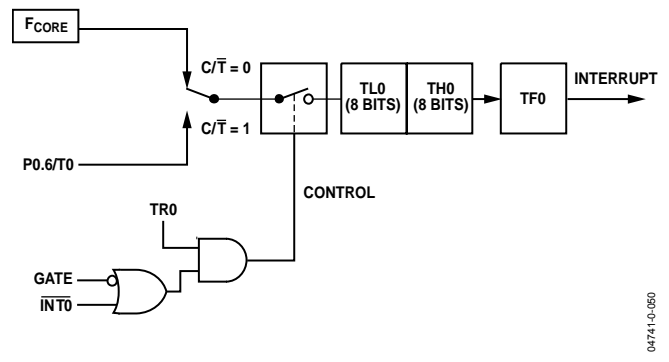 FCORE
C/T̅ = 0
C/T̅ = 1
P0.6/T0
TL0
(8 BITS)
TH0
(8 BITS)
TF0
INTERRUPT
CONTROL
TR0
GATE
I̅N̅T̅0̅
04741-0-050